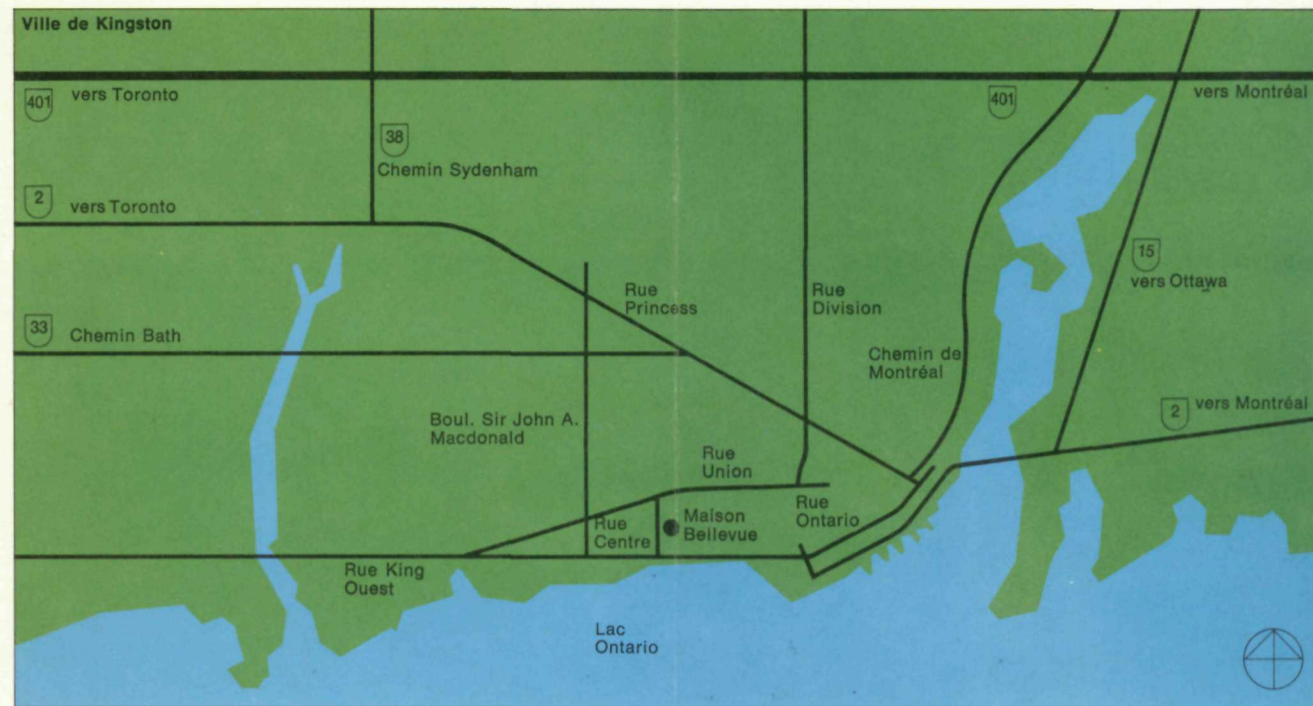 Ville de Kingston
401
vers Toronto
401
vers Montréal
38
Chemin Sydenham
2
vers Toronto
15
vers Ottawa
Rue
Princess
Rue
Division
33
Chemin Bath
Chemin de
Montréal
2
vers Montréal
Boul. Sir John A.
Macdonald
Rue
Union
Rue
Ontario
Rue
Centre
Maison
Bellevue
Rue King
Ouest
Lac
Ontario